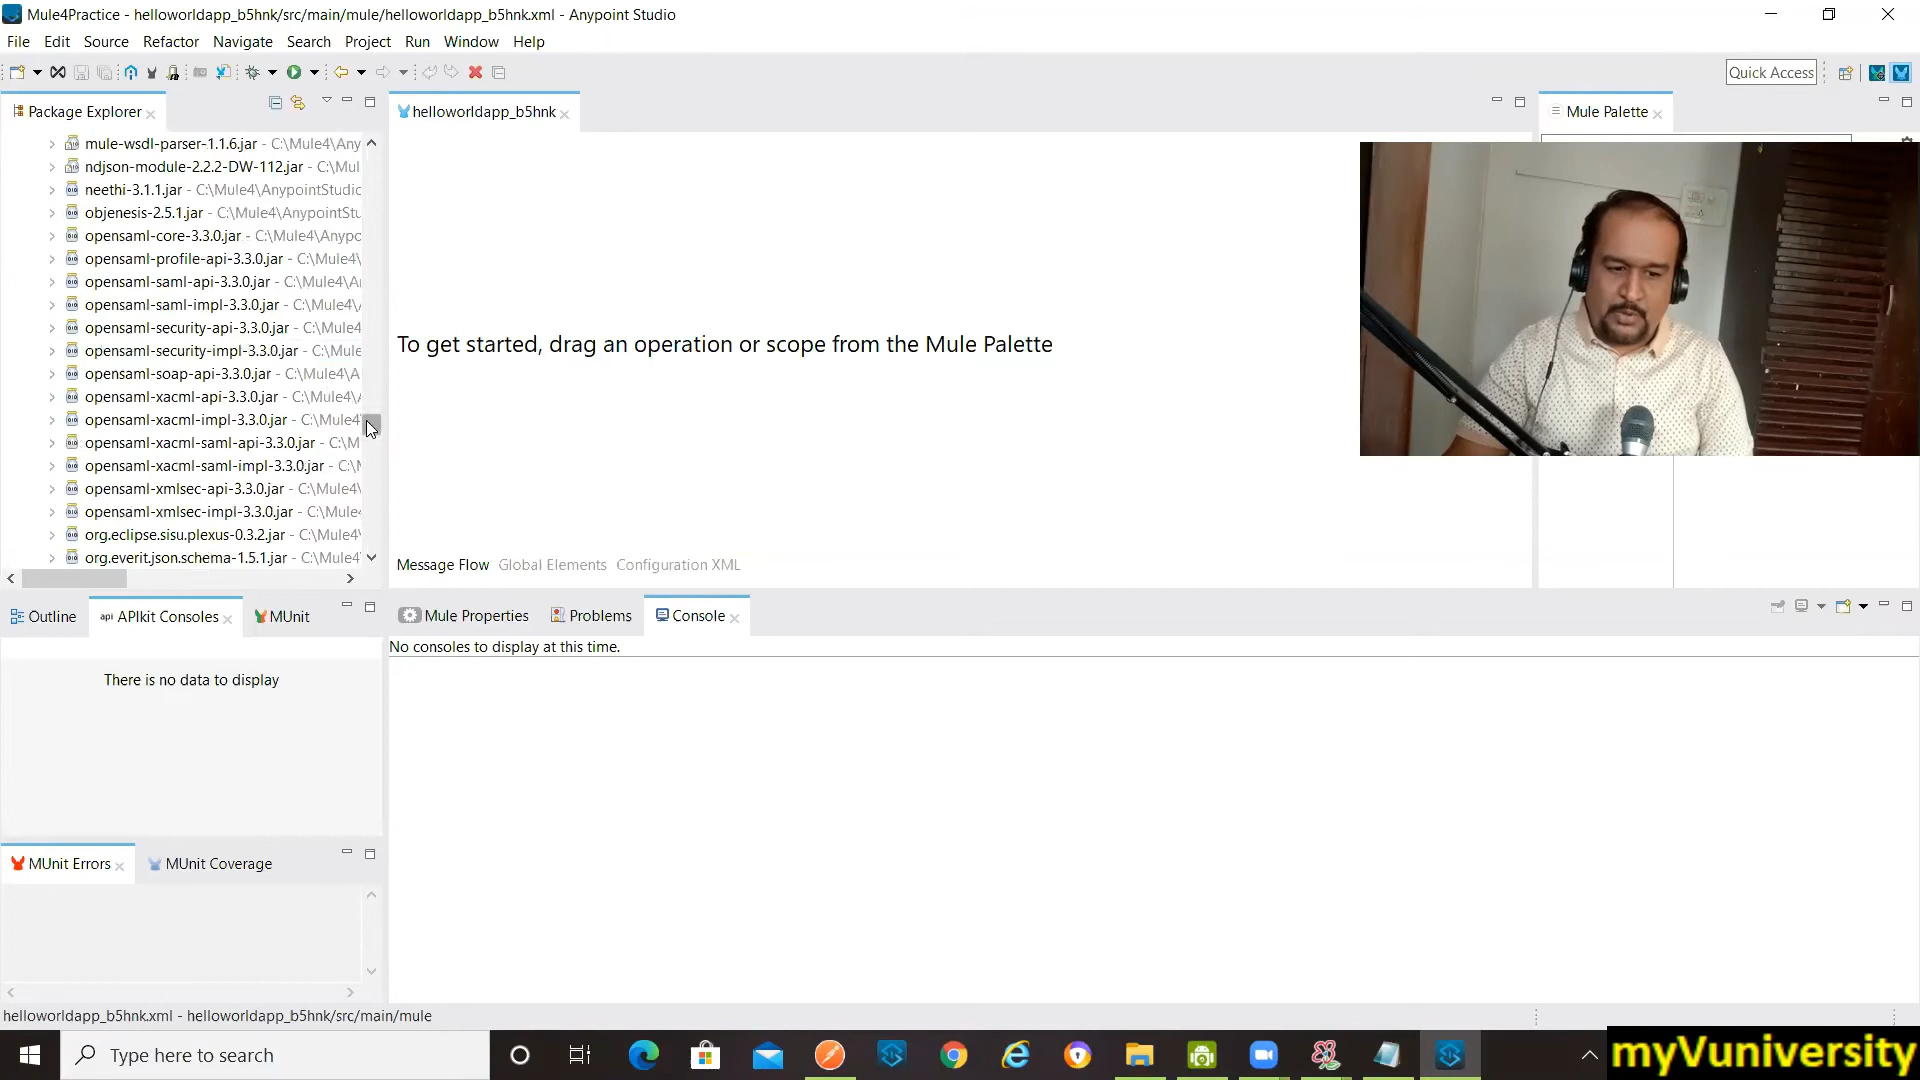 Mule4Practice - helloworldapp_b5hnk/src/main/mule/helloworldapp_b5hnk.xml - Anypoint Studio
File Edit Source Refactor Navigate Search Project Run Window Help
Quick Access
Package Explorer
helloworldapp_b5hnk
Mule Palette
mule-wsdl-parser-1.1.6.jar - C:\Mule4\Any
ndjson-module-2.2.2-DW-112.jar - C:\Mul
neethi-3.1.1.jar - C:\Mule4\AnypointStudic
objenesis-2.5.1.jar - C:\Mule4\AnypointStu
opensaml-core-3.3.0.jar - C:\Mule4\Anypo
opensaml-profile-api-3.3.0.jar - C:\Mule4\
opensaml-saml-api-3.3.0.jar - C:\Mule4\Ar
opensaml-saml-impl-3.3.0.jar - C:\Mule4\
opensaml-security-api-3.3.0.jar - C:\Mule4
opensaml-security-impl-3.3.0.jar - C:\Mule
opensaml-soap-api-3.3.0.jar - C:\Mule4\A
opensaml-xacml-api-3.3.0.jar - C:\Mule4\
opensaml-xacml-impl-3.3.0.jar - C:\Mule4
opensaml-xacml-saml-api-3.3.0.jar - C:\M
opensaml-xacml-saml-impl-3.3.0.jar - C:\
opensaml-xmlsec-api-3.3.0.jar - C:\Mule4\
opensaml-xmlsec-impl-3.3.0.jar - C:\Mule4
org.eclipse.sisu.plexus-0.3.2.jar - C:\Mule4\
org.everit.json.schema-1.5.1.jar - C:\Mule4
To get started, drag an operation or scope from the Mule Palette
Message Flow Global Elements Configuration XML
Outline APIkit Consoles MUnit
Mule Properties Problems Console
No consoles to display at this time.
There is no data to display
MUnit Errors MUnit Coverage
helloworldapp_b5hnk.xml - helloworldapp_b5hnk/src/main/mule
Type here to search
myVuniversity